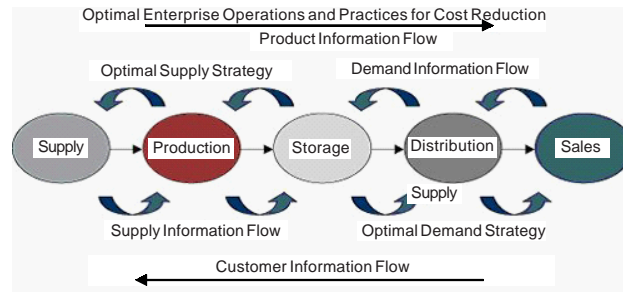 Optimal Enterprise Operations and Practices for Cost Reduction
Product Information Flow
Optimal Supply Strategy
Demand Information Flow
Supply
Production
Storage
Distribution
Sales
Supply
Supply Information Flow
Optimal Demand Strategy
Customer Information Flow